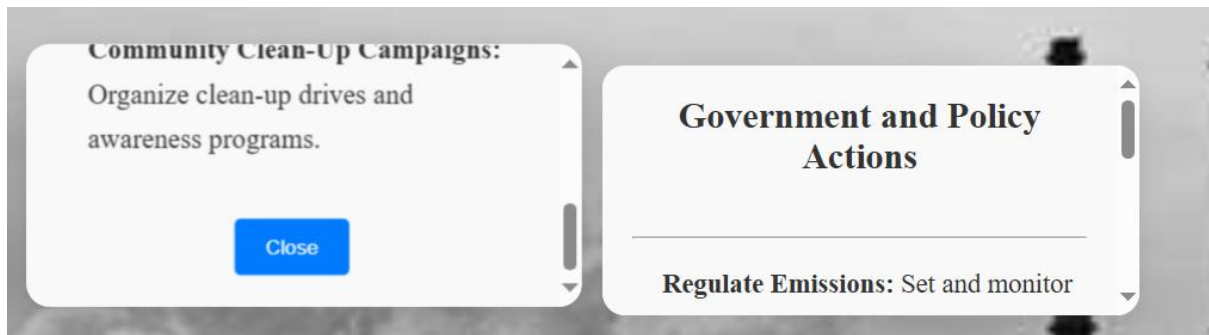 Community Clean-Up Campaigns:
Organize clean-up drives and
awareness programs.
Close
Government and Policy
Actions
Regulate Emissions: Set and monitor